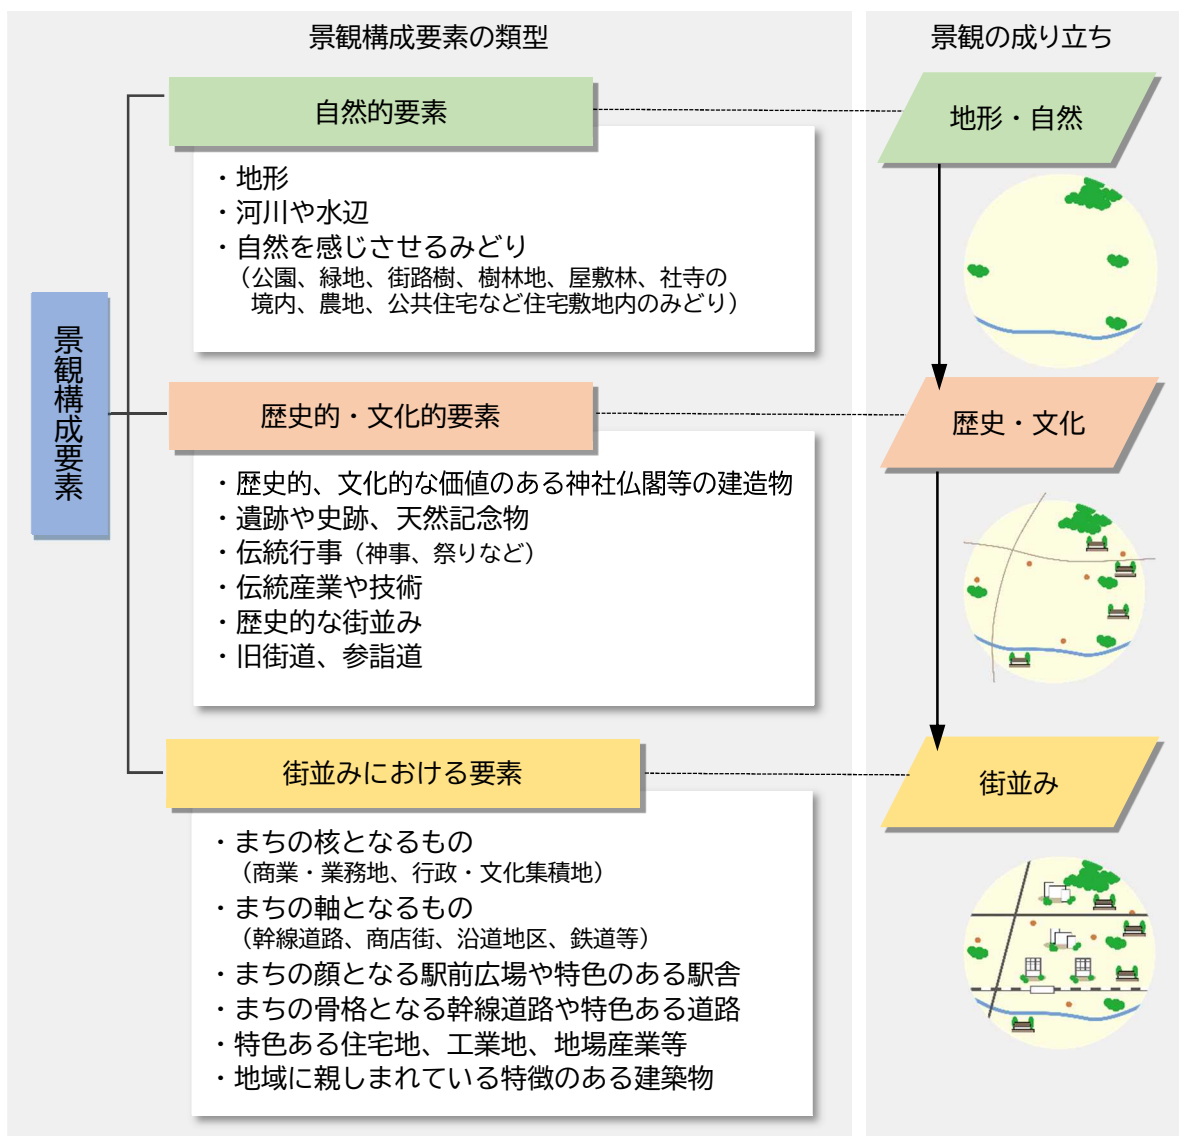 景観構成要素の類型
景観の成り立ち
景観構成要素
自然的要素
地形・自然
・地形
・河川や水辺
・自然を感じさせるみどり
（公園、緑地、街路樹、樹林地、屋敷林、社寺の
境内、農地、公共住宅など住宅敷地内のみどり）
歴史的・文化的要素
歴史・文化
・歴史的、文化的な価値のある神社仏閣等の建造物
・遺跡や史跡、天然記念物
・伝統行事（神事、祭りなど）
・伝統産業や技術
・歴史的な街並み
・旧街道、参詣道
街並みにおける要素
街並み
・まちの核となるもの
（商業・業務地、行政・文化集積地）
・まちの軸となるもの
（幹線道路、商店街、沿道地区、鉄道等）
・まちの顔となる駅前広場や特色のある駅舎
・まちの骨格となる幹線道路や特色ある道路
・特色ある住宅地、工業地、地場産業等
・地域に親しまれている特徴のある建築物